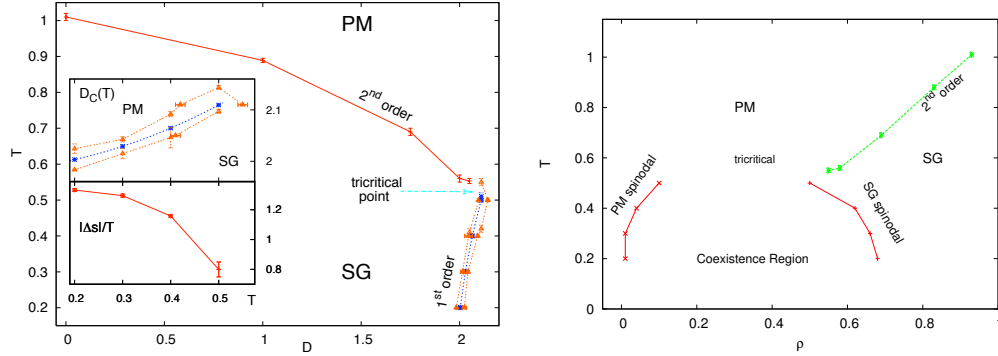 1
0.9
0.8
0.7
0.6
0.5
0.4
0.3
0.2
T
PM
2nd order
tricritical
point
SG
1st order
0
0.5
1
1.5
2
D
DC(T)
PM
SG
2.1
2
|Δs|/T
1.2
1
0.8
0.2
0.3
0.4
0.5
T
1
0.8
0.6
0.4
0.2
0
T
PM
2nd order
tricritical
SG
PM spinodal
SG spinodal
Coexistence Region
0
0.2
0.4
0.6
0.8
ρ